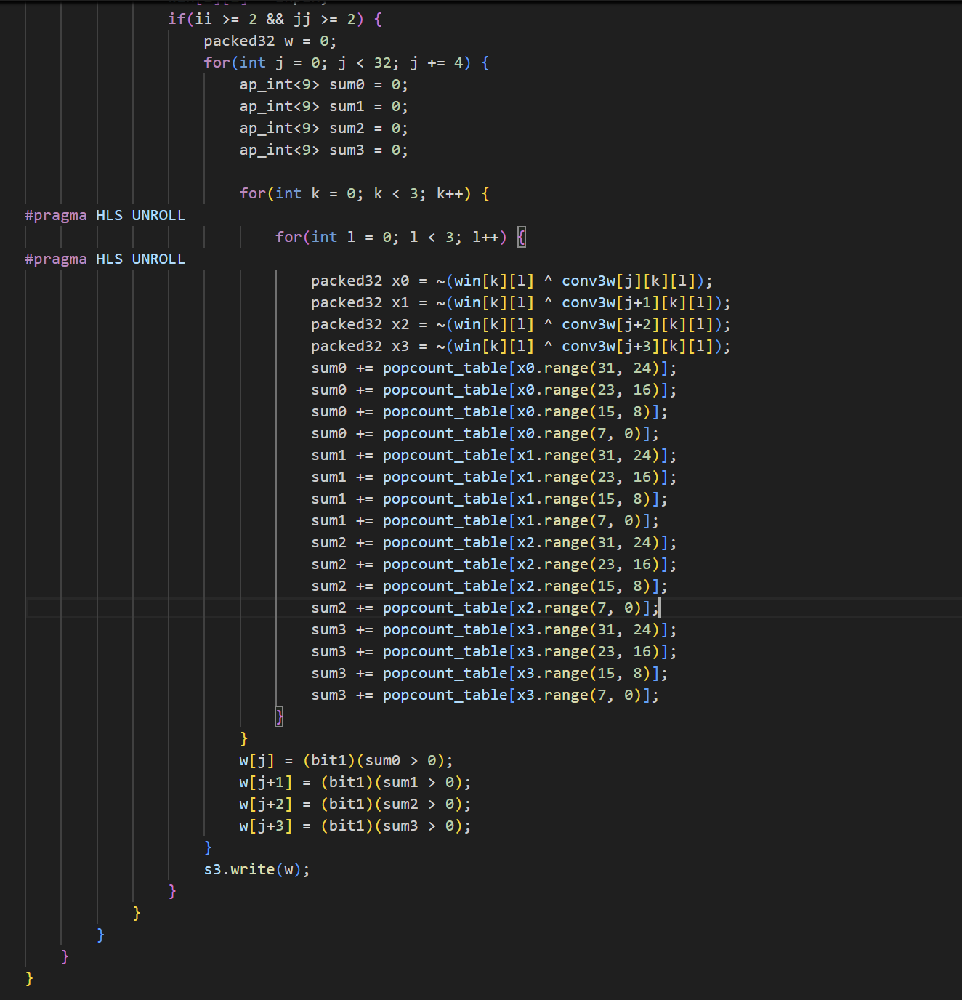 if(ii >= 2 && jj >= 2) {
packed32 w = 0;
for(int j = 0; j < 32; j += 4) {
ap_int<9> sum0 = 0;
ap_int<9> sum1 = 0;
ap_int<9> sum2 = 0;
ap_int<9> sum3 = 0;
for(int k = 0; k < 3; k++) {
#pragma HLS UNROLL
for(int l = 0; l < 3; l++) {
#pragma HLS UNROLL
packed32 x0 = ~(win[k][l] ^ conv3w[j][k][l]);
packed32 x1 = ~(win[k][l] ^ conv3w[j+1][k][l]);
packed32 x2 = ~(win[k][l] ^ conv3w[j+2][k][l]);
packed32 x3 = ~(win[k][l] ^ conv3w[j+3][k][l]);
sum0 += popcount_table[x0.range(31, 24)];
sum0 += popcount_table[x0.range(23, 16)];
sum0 += popcount_table[x0.range(15, 8)];
sum0 += popcount_table[x0.range(7, 0)];
sum1 += popcount_table[x1.range(31, 24)];
sum1 += popcount_table[x1.range(23, 16)];
sum1 += popcount_table[x1.range(15, 8)];
sum1 += popcount_table[x1.range(7, 0)];
sum2 += popcount_table[x2.range(31, 24)];
sum2 += popcount_table[x2.range(23, 16)];
sum2 += popcount_table[x2.range(15, 8)];
sum2 += popcount_table[x2.range(7, 0)];
sum3 += popcount_table[x3.range(31, 24)];
sum3 += popcount_table[x3.range(23, 16)];
sum3 += popcount_table[x3.range(15, 8)];
sum3 += popcount_table[x3.range(7, 0)];
}
}
w[j] = (bit1)(sum0 > 0);
w[j+1] = (bit1)(sum1 > 0);
w[j+2] = (bit1)(sum2 > 0);
w[j+3] = (bit1)(sum3 > 0);
}
s3.write(w);
}
}
}
}
}